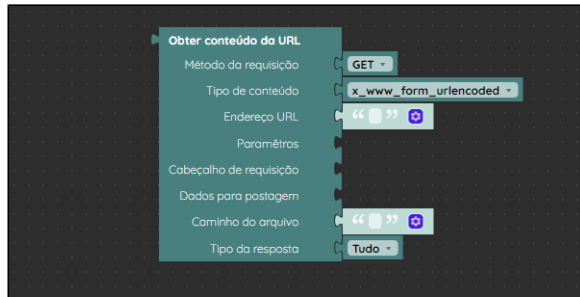 Obter conteúdo da URL
Método da requisição GET
Tipo de conteúdo x_www_form_urlencoded
Endereço URL “ ”
Paramêtros
Cabeçalho de requisição
Dados para postagem
Caminho do arquivo “ ”
Tipo da resposta Tudo